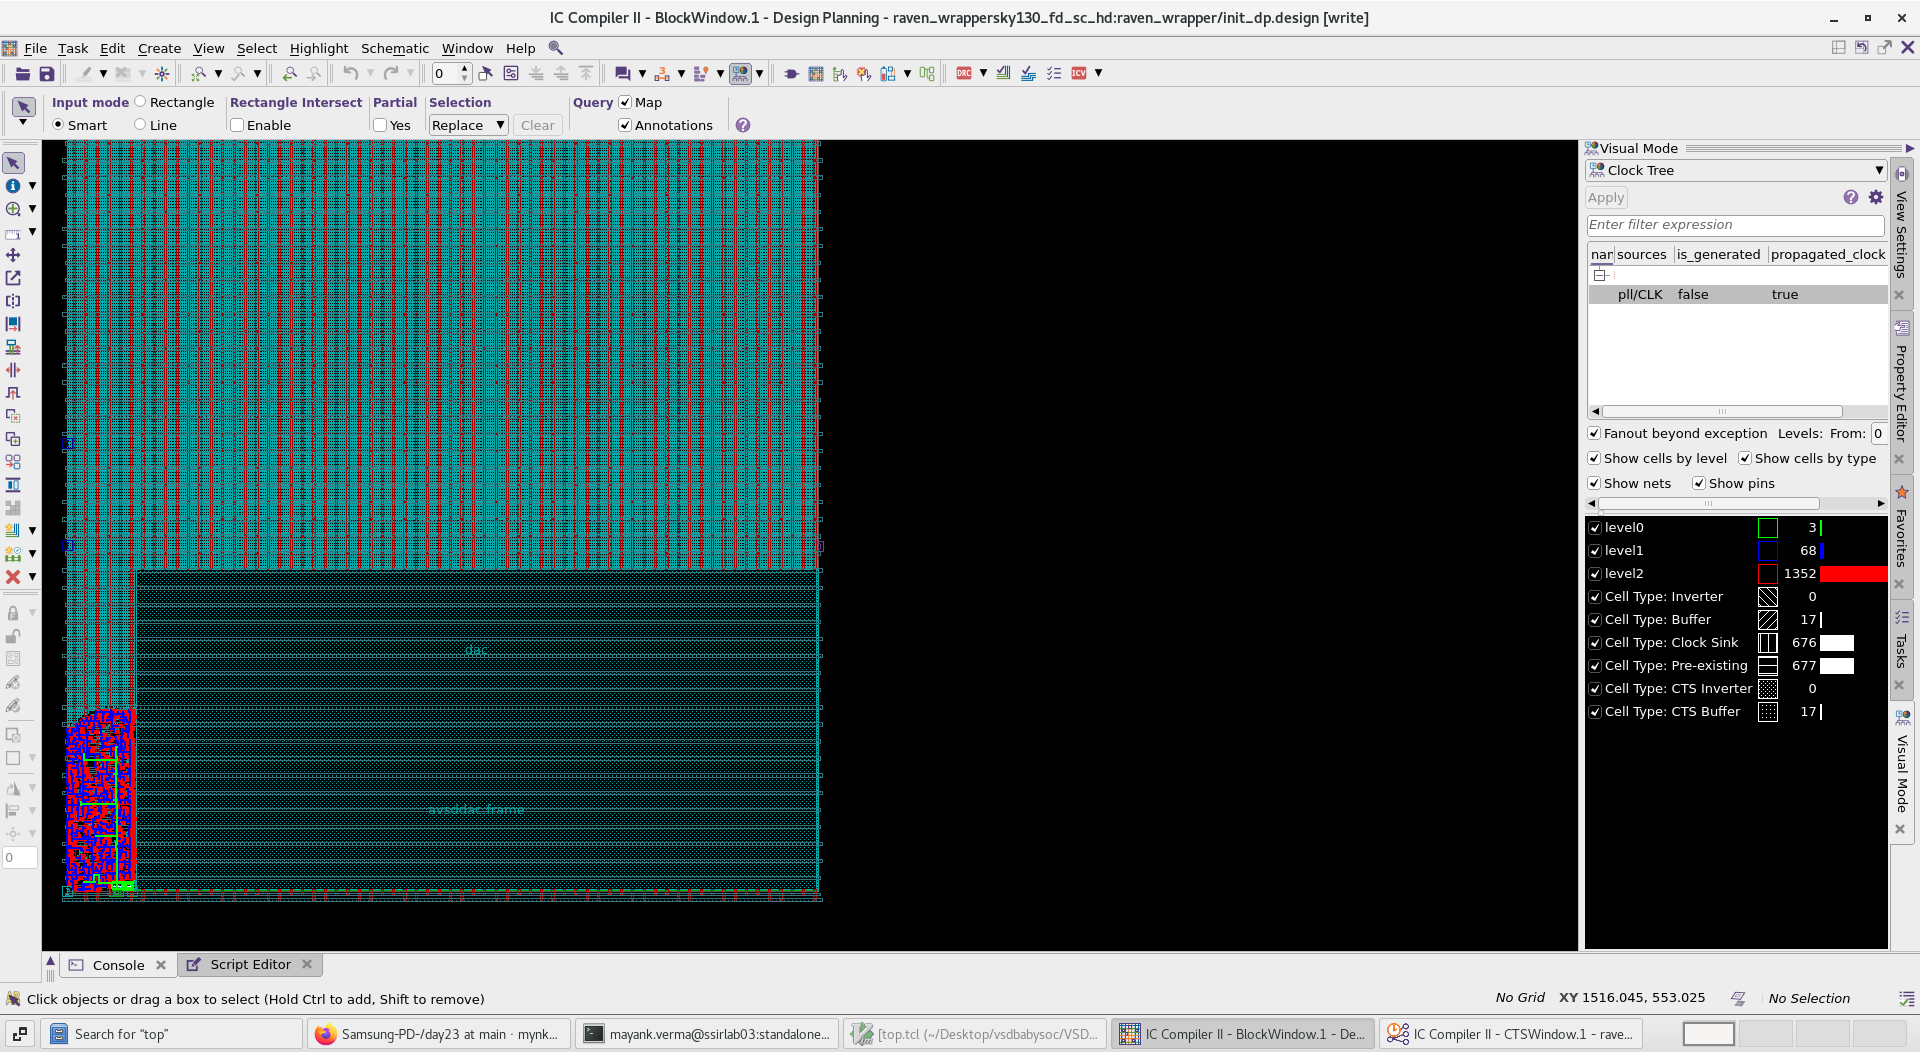 IC Compiler II - BlockWindow.1 - Design Planning - raven_wrappersky130_fd_sc_hd:raven_wrapper/init_dp.design [write]
File Task Edit Create View Select Highlight Schematic Window Help
0 DRC ICV
Input mode Rectangle Rectangle Intersect Partial Selection Query Map
Smart Line Enable Yes Replace Clear Annotations
Visual Mode
Clock Tree
Apply
Enter filter expression
nar sources is_generated propagated_clock
pll/CLK false true
Fanout beyond exception Levels: From: 0
Show cells by level Show cells by type
Show nets Show pins
level0 3
level1 68
level2 1352
Cell Type: Inverter 0
Cell Type: Buffer 17
Cell Type: Clock Sink 676
Cell Type: Pre-existing 677
Cell Type: CTS Inverter 0
Cell Type: CTS Buffer 17
View Settings
Property Editor
Favorites
Tasks
Visual Mode
dac
avsddac.frame
0
Console Script Editor
Click objects or drag a box to select (Hold Ctrl to add, Shift to remove)
No Grid XY 1516.045, 553.025 No Selection
Search for “top”
Samsung-PD-/day23 at main · mynk...
mayank.verma@ssirlab03:standalone...
[top.tcl (~/Desktop/vsdbabysoc/VSD...
IC Compiler II - BlockWindow.1 - De...
IC Compiler II - CTSWindow.1 - rave...